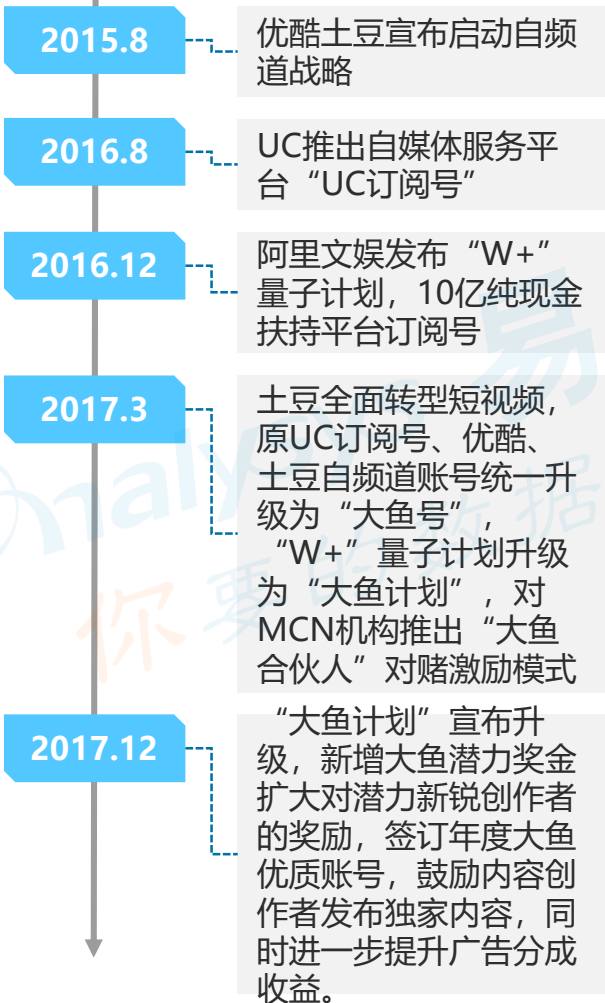 2015.8
优酷土豆宣布启动自频
道战略
2016.8
UC推出自媒体服务平
台“UC订阅号”
2016.12
阿里文娱发布“W+”
量子计划，10亿纯现金
扶持平台订阅号
2017.3
土豆全面转型短视频，
原UC订阅号、优酷、
土豆自频道账号统一升
级为“大鱼号”，
“W+”量子计划升级
为“大鱼计划”，对
MCN机构推出“大鱼
合伙人”对赌激励模式
2017.12
“大鱼计划”宣布升
级，新增大鱼潜力奖金
扩大对潜力新锐创作者
的奖励，签订年度大鱼
优质账号，鼓励内容创
作者发布独家内容，同
时进一步提升广告分成
收益。
nalysys 易
你要的数据